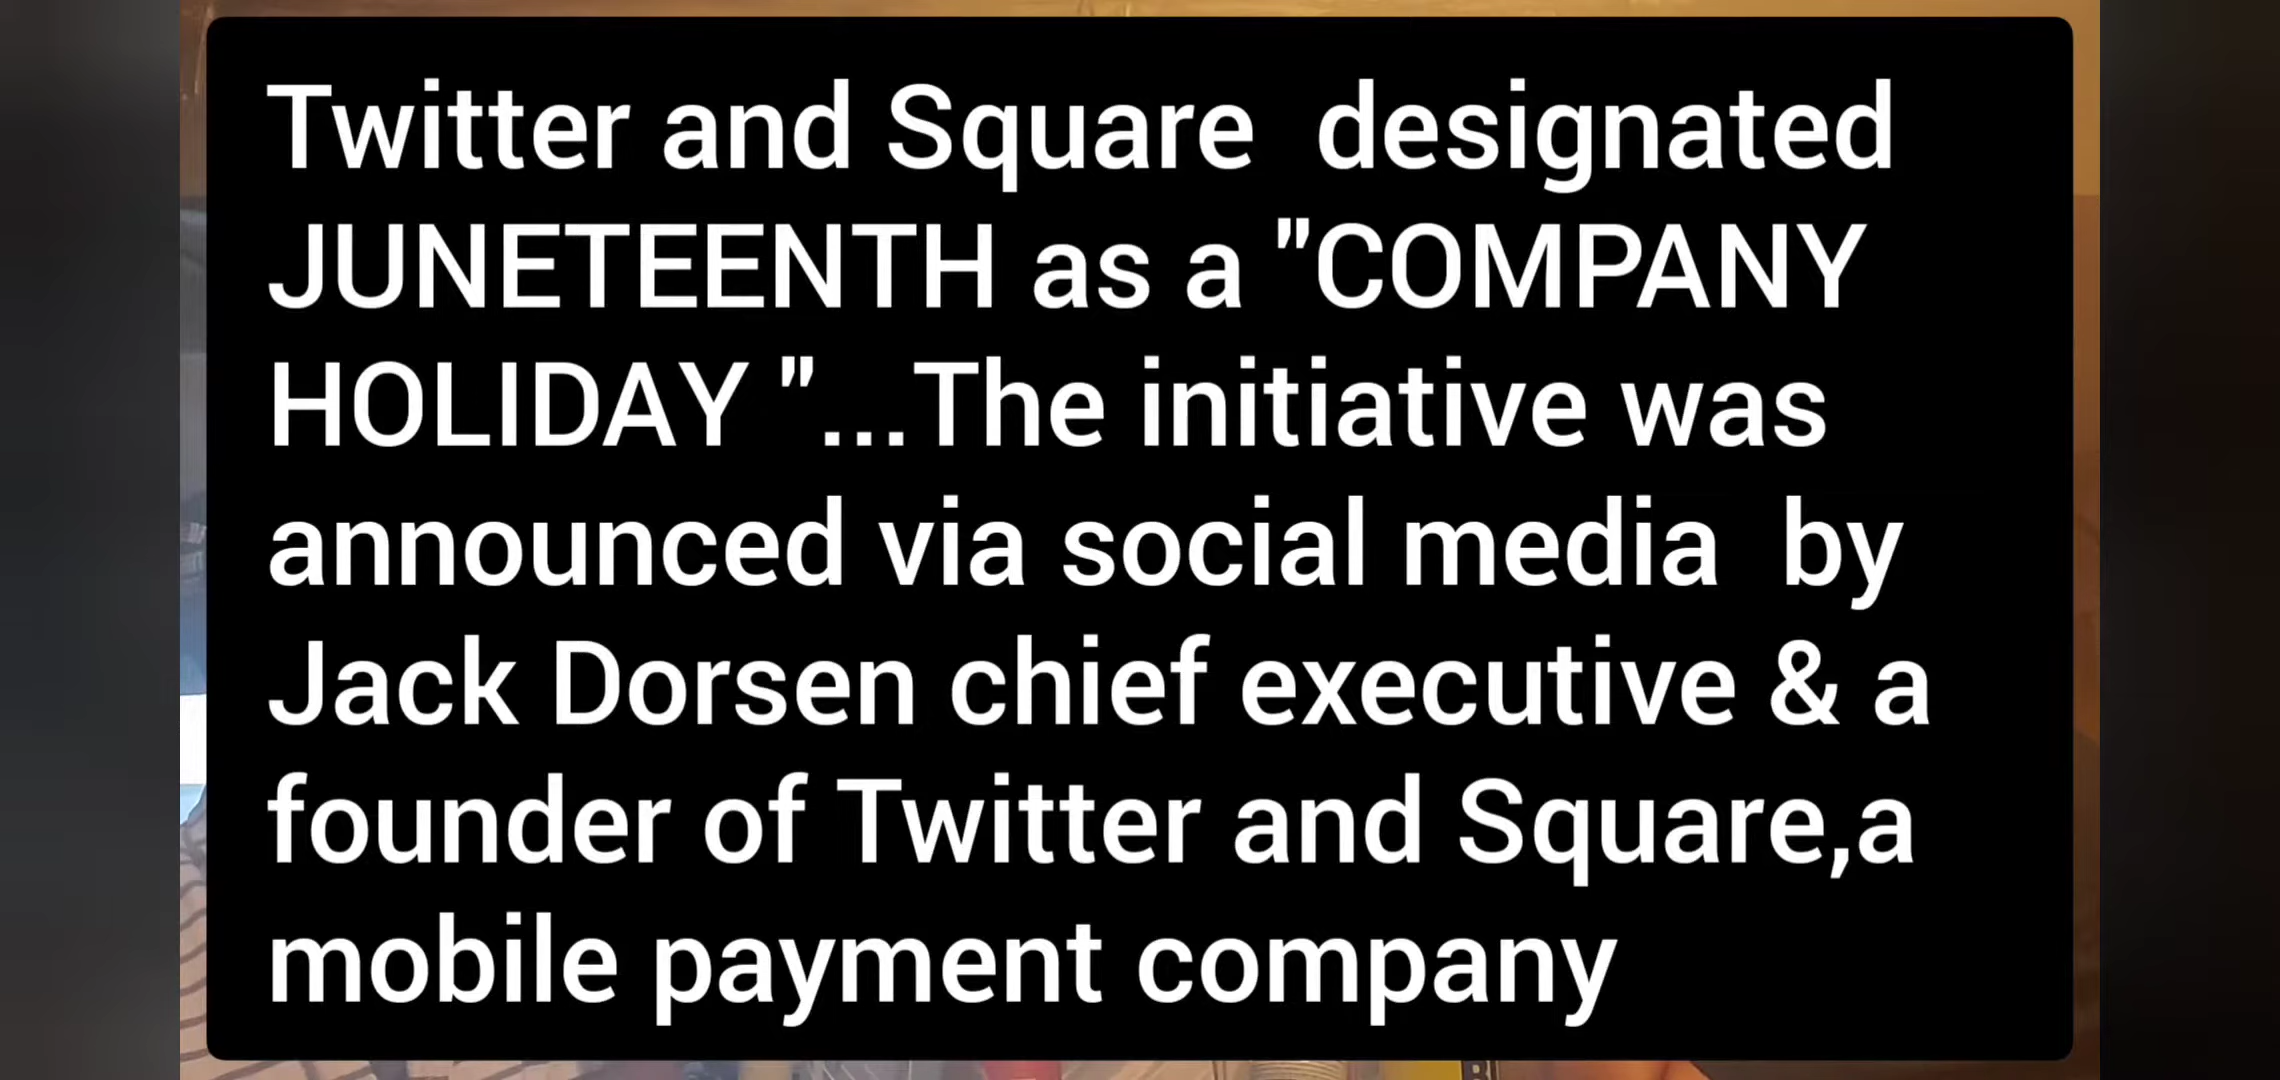 Twitter and Square  designated
JUNETEENTH as a "COMPANY
HOLIDAY "...The initiative was
announced via social media  by
Jack Dorsen chief executive & a
founder of Twitter and Square,a
mobile payment company